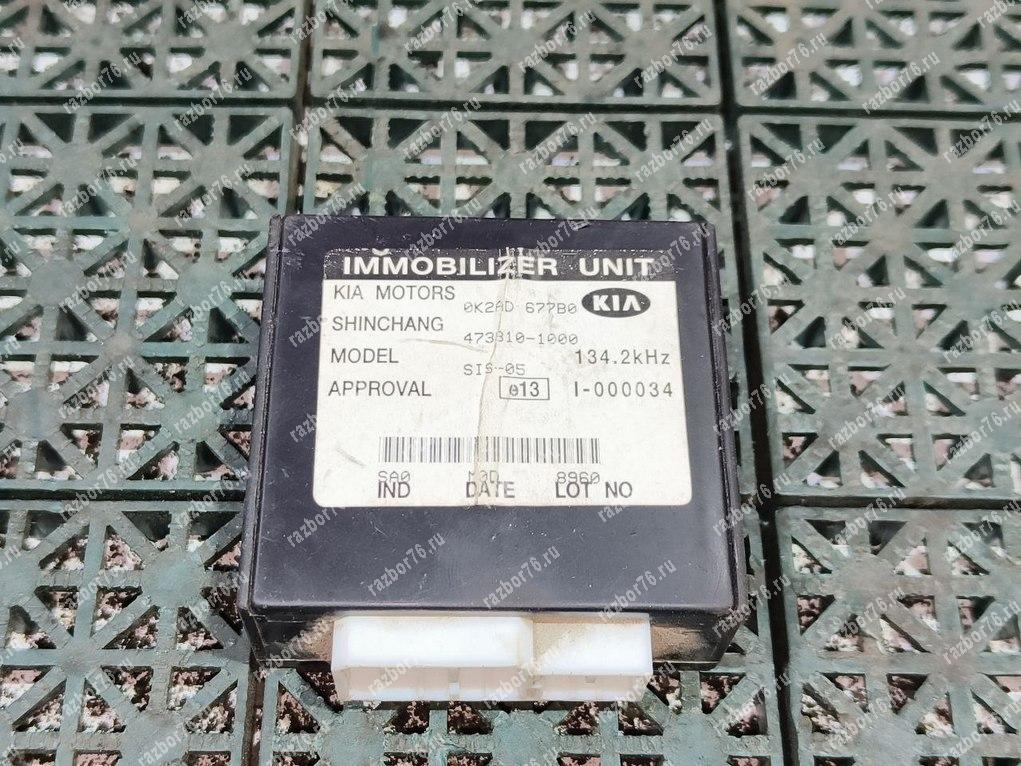 IMMOBILIZER UNIT
KIA MOTORS 0K2AD 677B0 KIA
SHINCHANG 473810-1000
MODEL SIS-05 134.2kHz
APPROVAL e13 I-000034
SA0 8960
IND DATE LOT NO
razbor76.ru